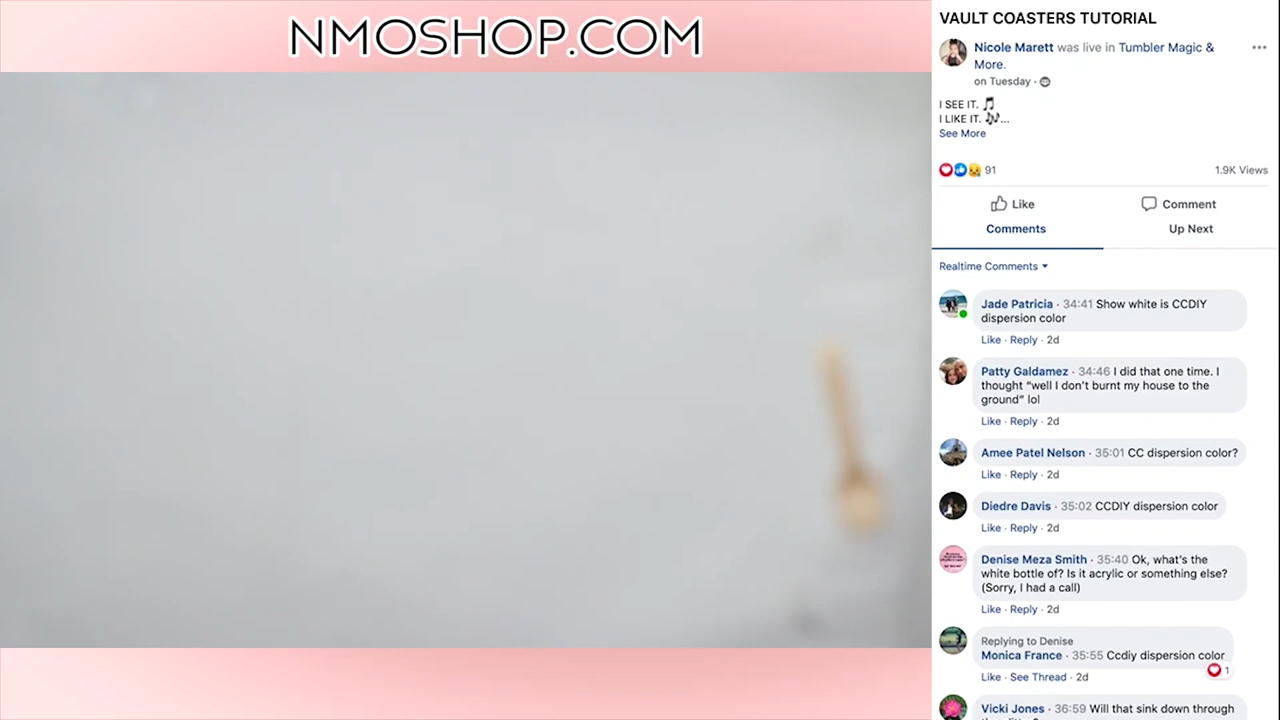 NMOSHOP.COM
VAULT COASTERS TUTORIAL
Nicole Marett was live in Tumbler Magic &
More.
on Tuesday ·
I SEE IT. 🎵
I LIKE IT. 🎶...
See More
91
1.9K Views
Like
Comment
Comments
Up Next
Realtime Comments
Jade Patricia · 34:41 Show white is CCDIY
dispersion color
Like · Reply · 2d
Patty Galdamez · 34:46 I did that one time. I
thought “well I don’t burnt my house to the
ground” lol
Like · Reply · 2d
Amee Patel Nelson · 35:01 CC dispersion color?
Like · Reply · 2d
Diedre Davis · 35:02 CCDIY dispersion color
Like · Reply · 2d
Denise Meza Smith · 35:40 Ok, what's the
white bottle of? Is it acrylic or something else?
(Sorry, I had a call)
Like · Reply · 2d
Replying to Denise
Monica France · 35:55 Ccdiy dispersion color
1
Like · See Thread · 2d
Vicki Jones · 36:59 Will that sink down through